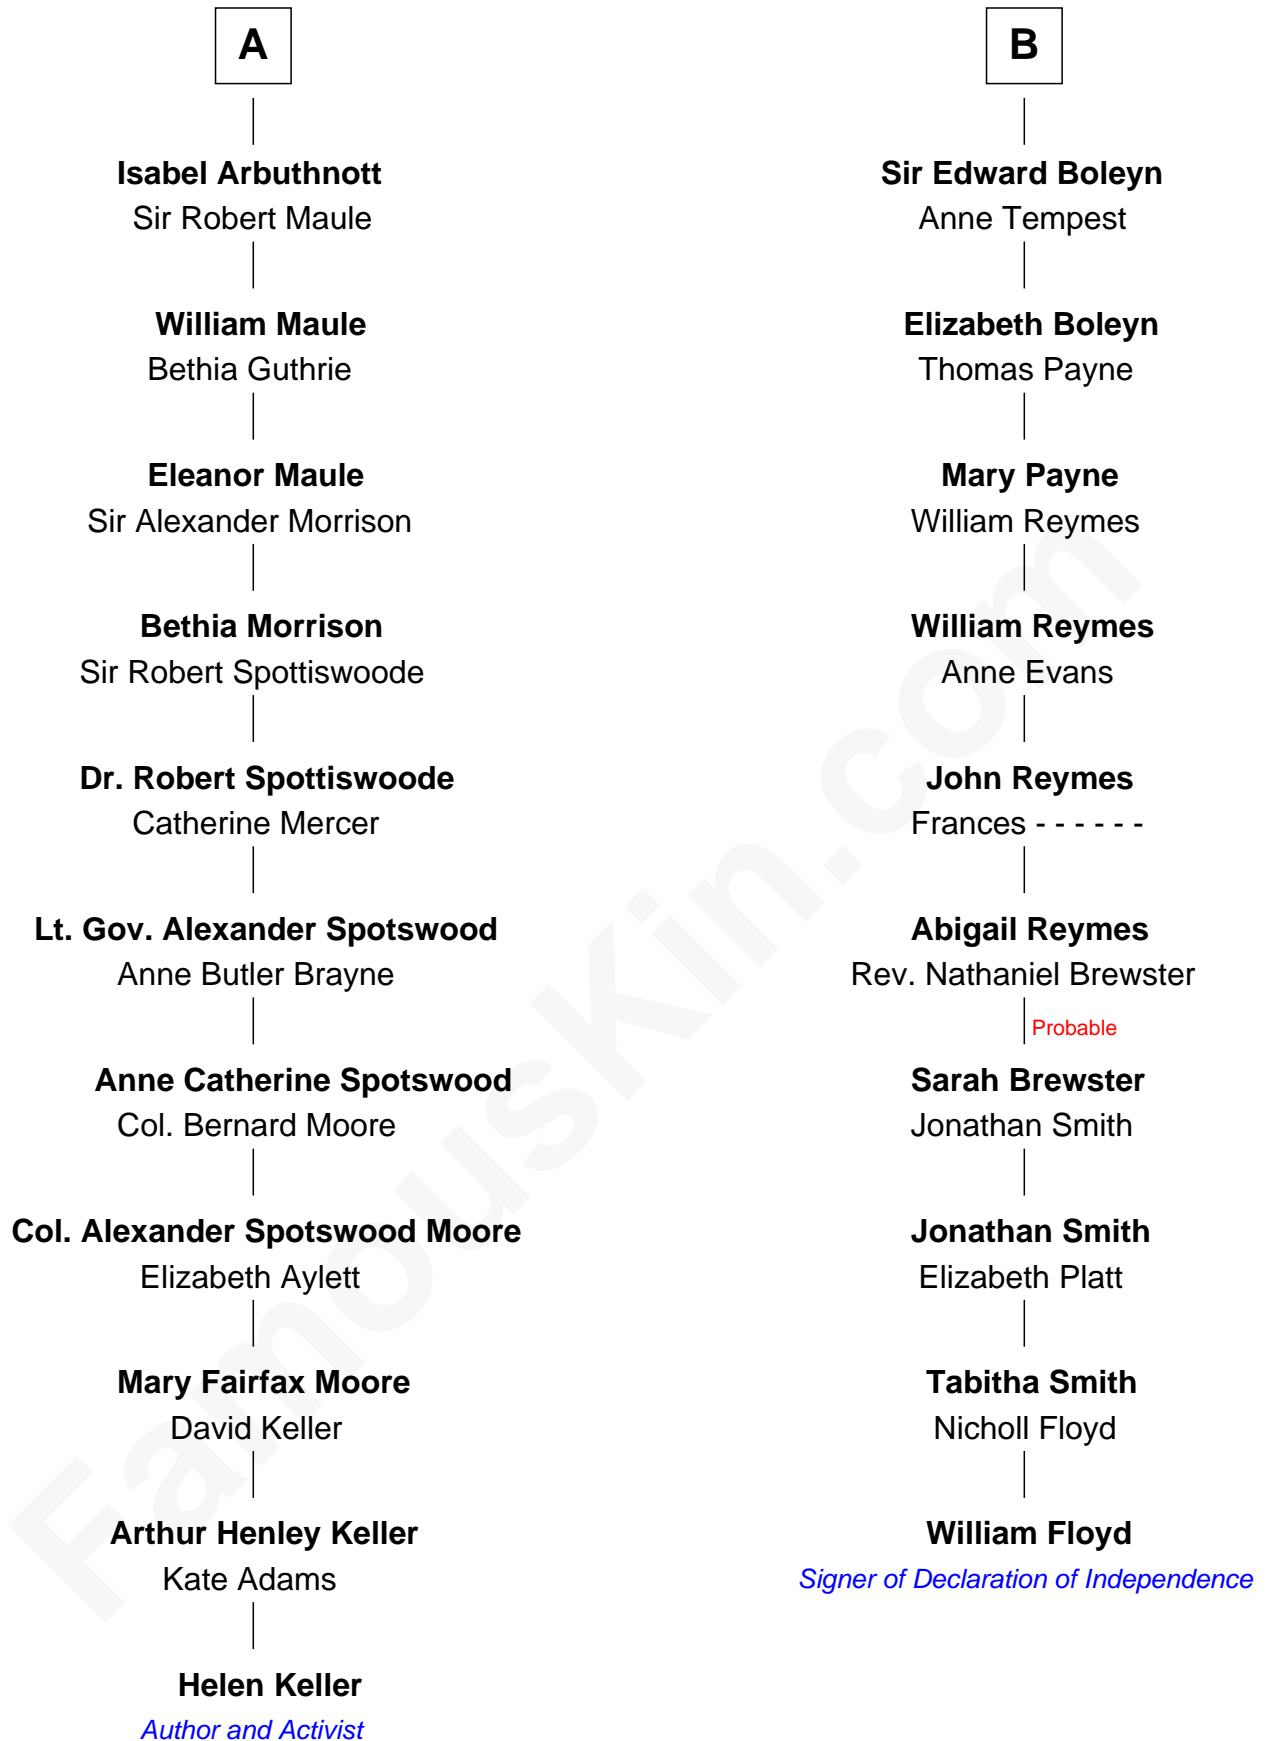 A
Isabel Arbuthnott
Sir Robert Maule
William Maule
Bethia Guthrie
Eleanor Maule
Sir Alexander Morrison
Bethia Morrison
Sir Robert Spottiswoode
Dr. Robert Spottiswoode
Catherine Mercer
Lt. Gov. Alexander Spotswood
Anne Butler Brayne
Anne Catherine Spotswood
Col. Bernard Moore
Col. Alexander Spotswood Moore
Elizabeth Aylett
Mary Fairfax Moore
David Keller
Arthur Henley Keller
Kate Adams
Helen Keller
Author and Activist
B
Sir Edward Boleyn
Anne Tempest
Elizabeth Boleyn
Thomas Payne
Mary Payne
William Reymes
William Reymes
Anne Evans
John Reymes
Frances - - - - - -
Abigail Reymes
Rev. Nathaniel Brewster
Probable
Sarah Brewster
Jonathan Smith
Jonathan Smith
Elizabeth Platt
Tabitha Smith
Nicholl Floyd
William Floyd
Signer of Declaration of Independence
FamousKin.com